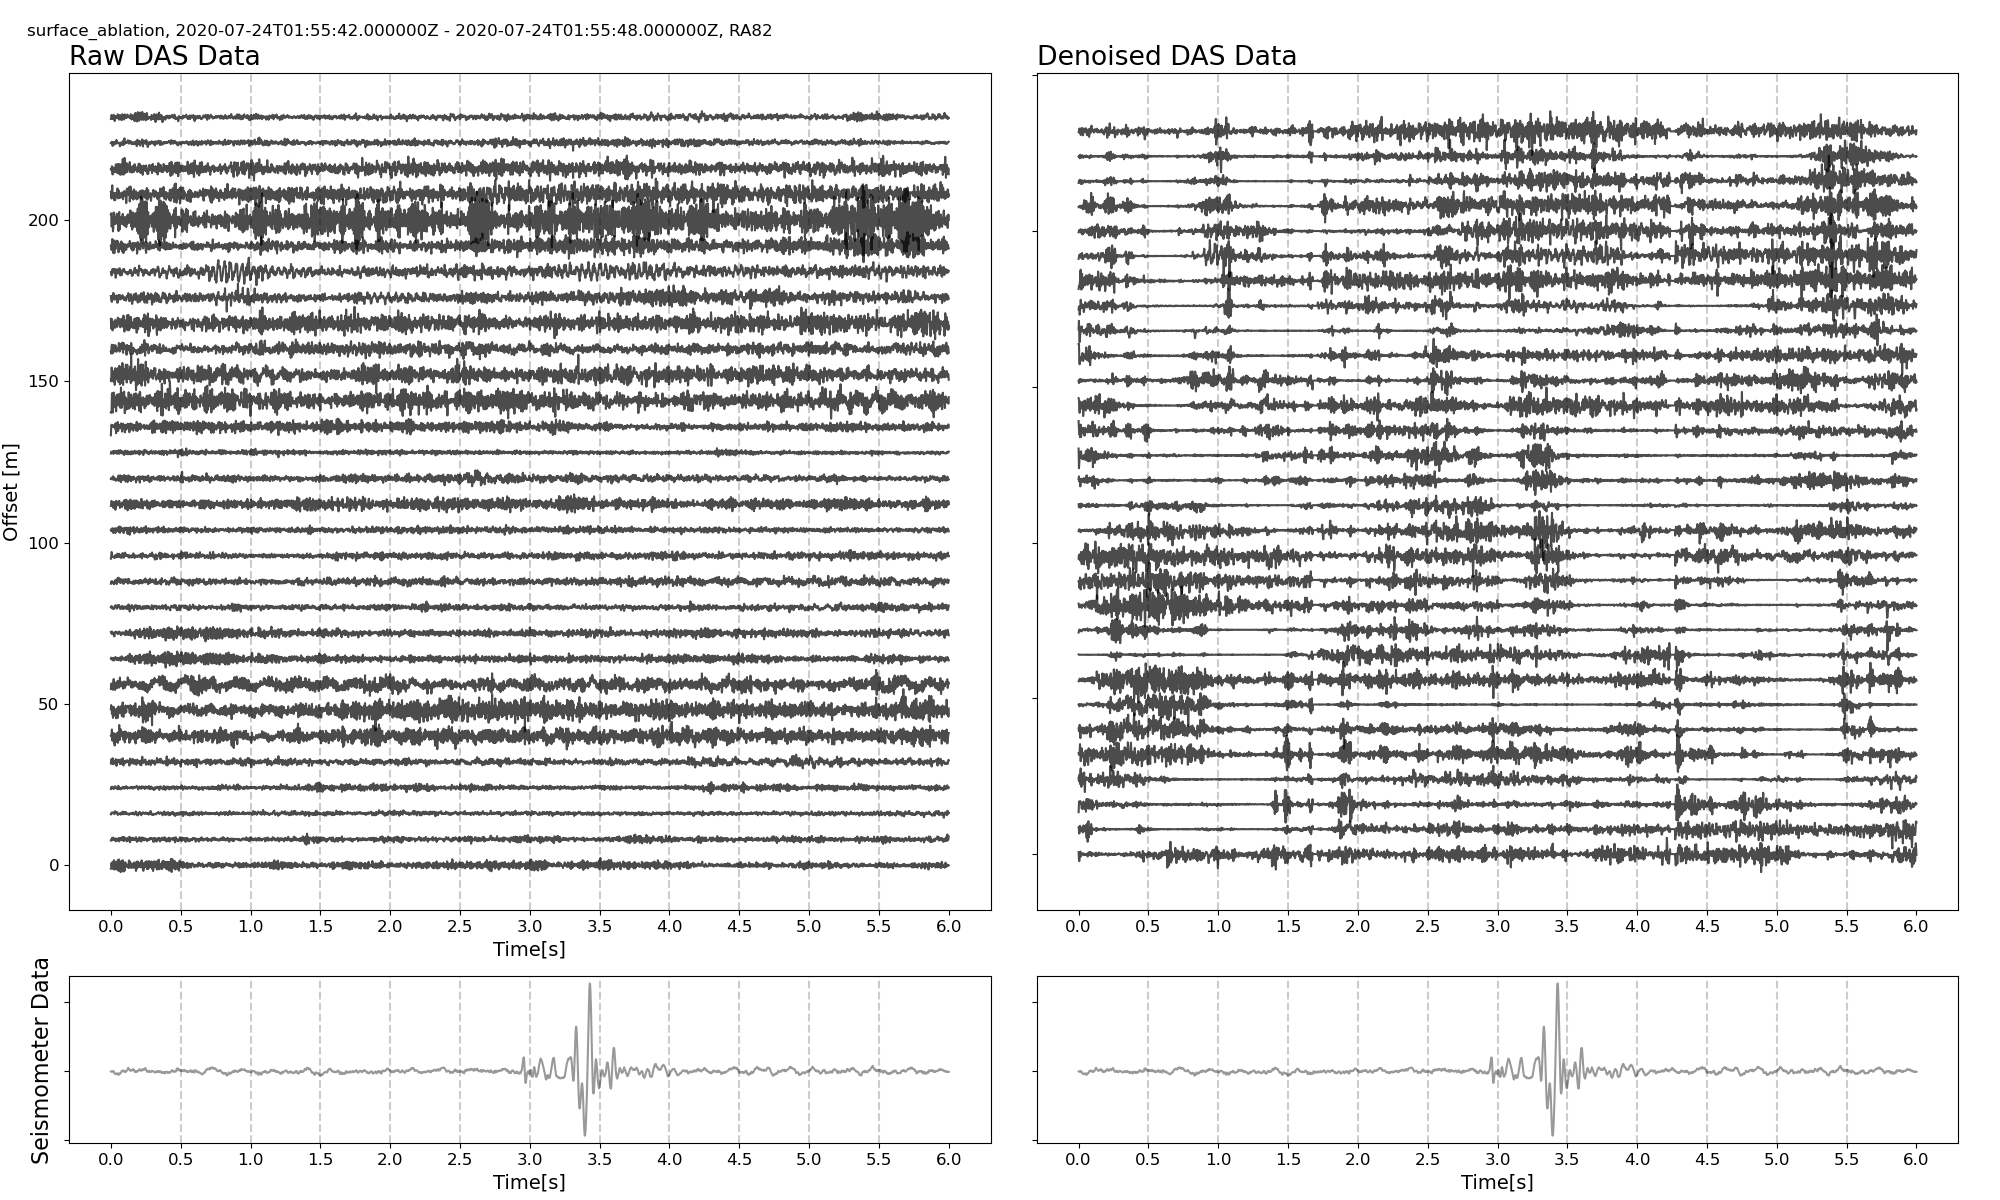 surface_ablation, 2020-07-24T01:55:42.000000Z - 2020-07-24T01:55:48.000000Z, RA82
Raw DAS Data
Denoised DAS Data
Offset [m]
200
150
100
50
0
0.0 0.5 1.0 1.5 2.0 2.5 3.0 3.5 4.0 4.5 5.0 5.5 6.0
Time[s]
0.0 0.5 1.0 1.5 2.0 2.5 3.0 3.5 4.0 4.5 5.0 5.5 6.0
Seismometer Data
0.0 0.5 1.0 1.5 2.0 2.5 3.0 3.5 4.0 4.5 5.0 5.5 6.0
Time[s]
0.0 0.5 1.0 1.5 2.0 2.5 3.0 3.5 4.0 4.5 5.0 5.5 6.0
Time[s]